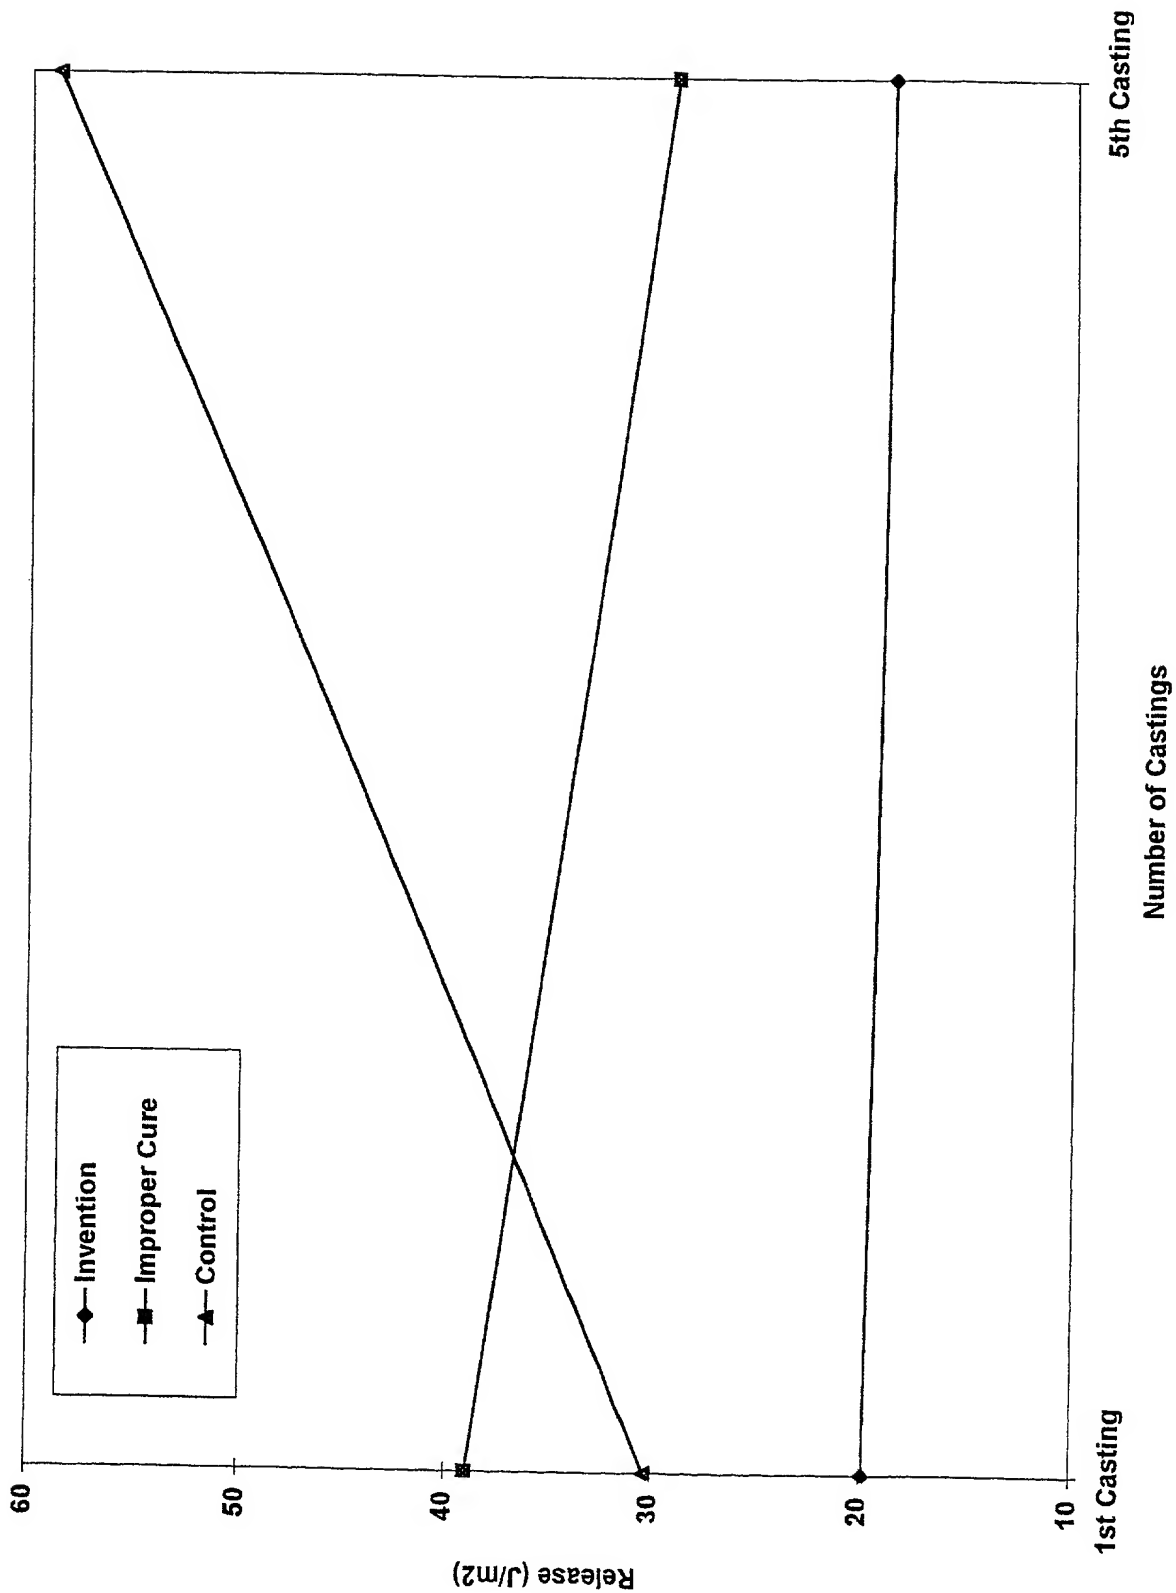 Release (J/m2)
60
50
40
30
20
10
Invention
Improper Cure
Control
1st Casting
5th Casting
Number of Castings